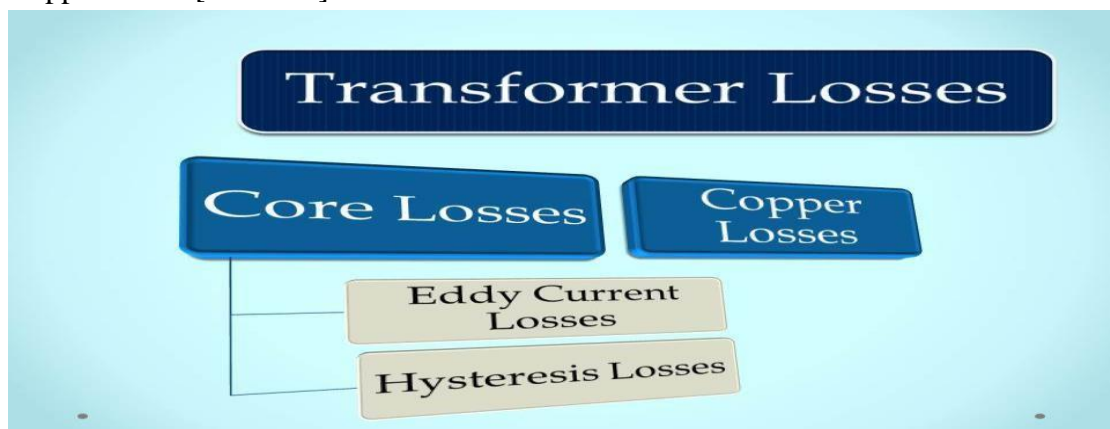 Transformer Losses
Core Losses
Copper
Losses
Eddy Current
Losses
Hysteresis Losses